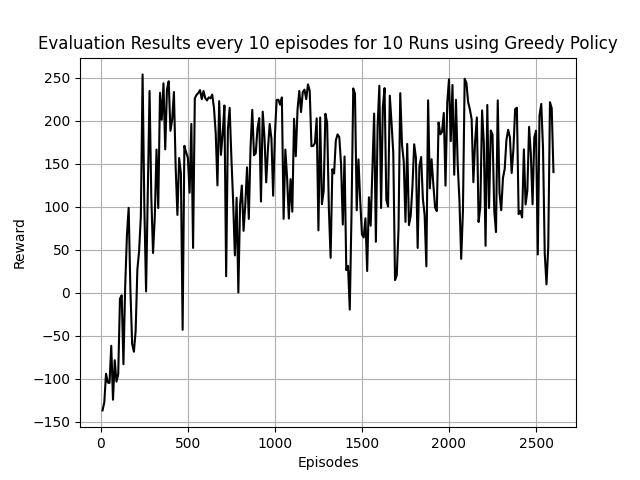 Evaluation Results every 10 episodes for 10 Runs using Greedy Policy
250
200
150
100
50
0
−50
−100
−150
Reward
0 500 1000 1500 2000 2500
Episodes